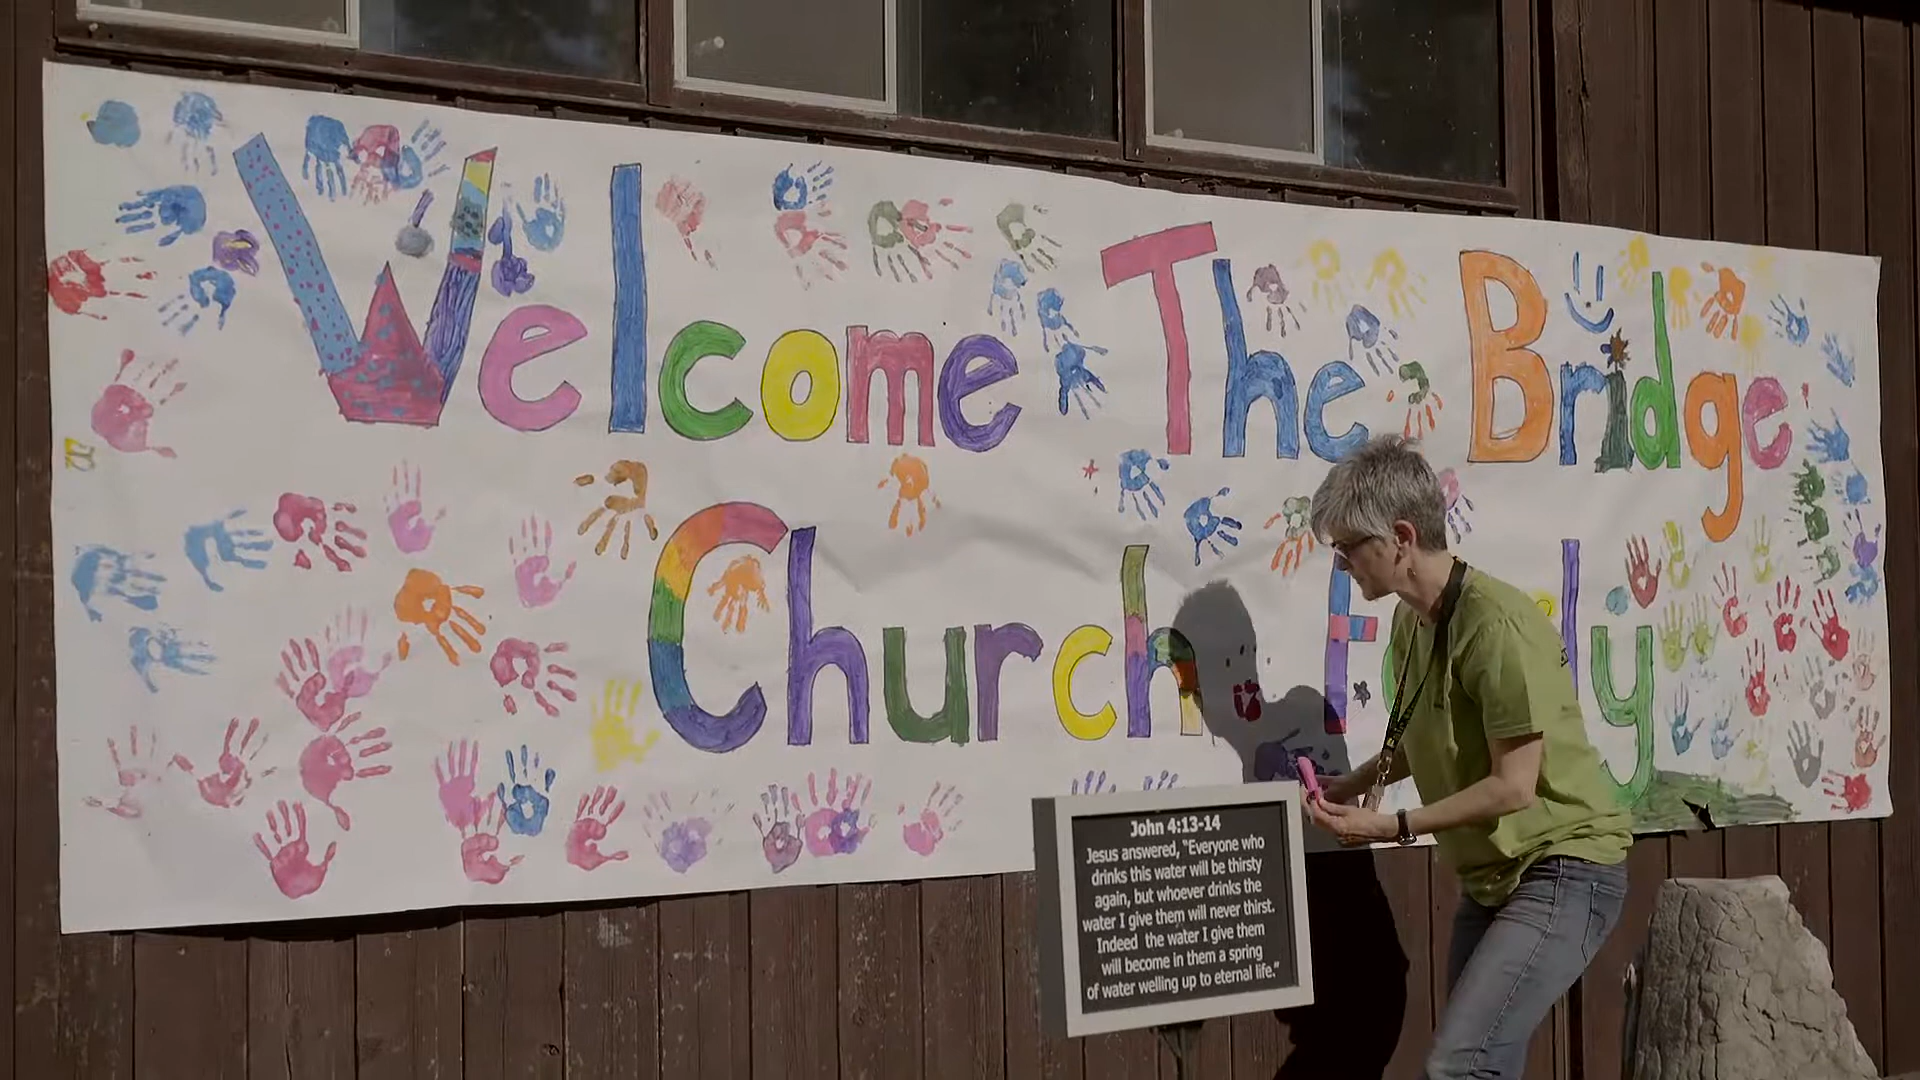 Welcome The Bridge
Church F y
John 4:13-14
Jesus answered, "Everyone who
drinks this water will be thirsty
again, but whoever drinks the
water I give them will never thirst.
Indeed the water I give them
will become in them a spring
of water welling up to eternal life."